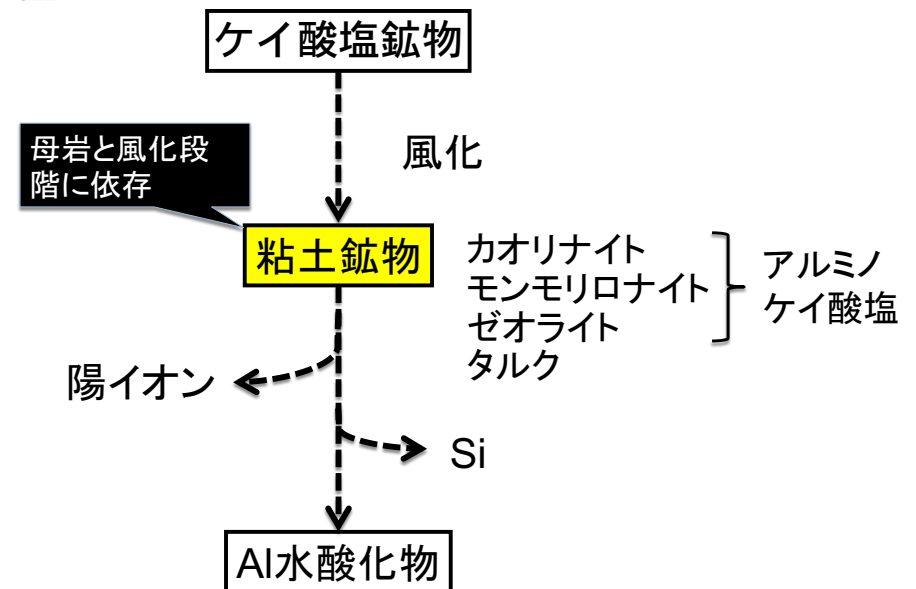 ケイ酸塩鉱物
母岩と風化段
階に依存
風化
粘土鉱物
カオリナイト
モンモリロナイト
ゼオライト
タルク
アルミノ
ケイ酸塩
陽イオン
Si
Al水酸化物